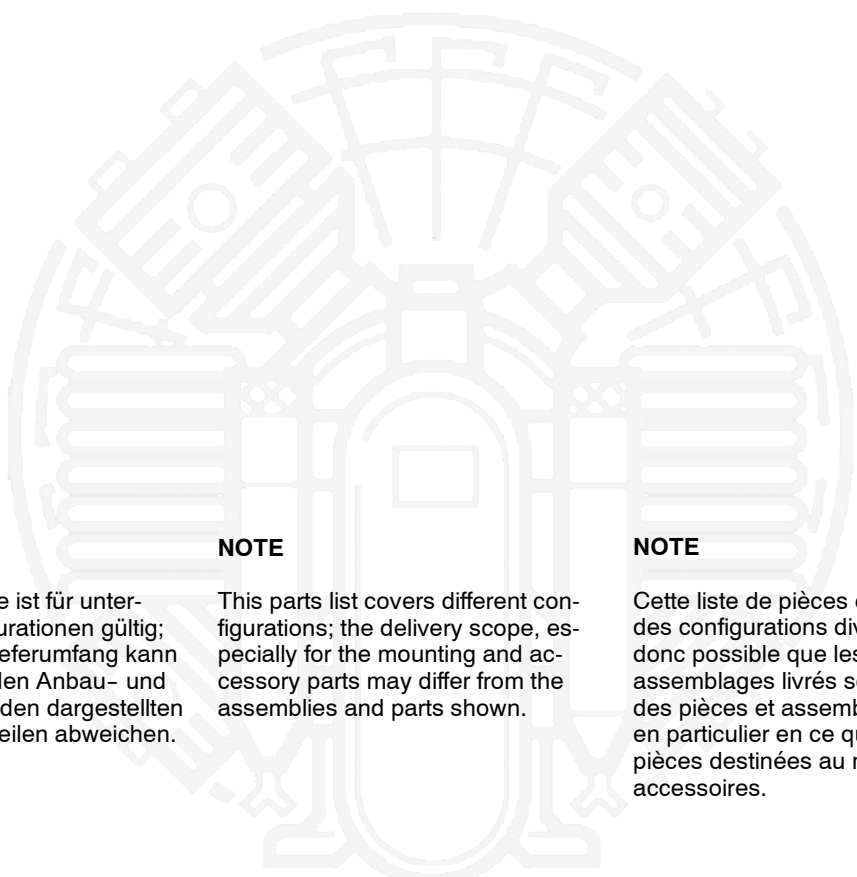 e ist für unter-
urationen gültig;
eferumfang kann
den Anbau- und
den dargestellten
eilen abweichen.
NOTE
This parts list covers different con-
figurations; the delivery scope, es-
pecially for the mounting and ac-
cessory parts may differ from the
assemblies and parts shown.
NOTE
Cette liste de pièces
des configurations div
donc possible que les
assemblages livrés s
des pièces et assemb
en particulier en ce qu
pièces destinées au
accessoires.